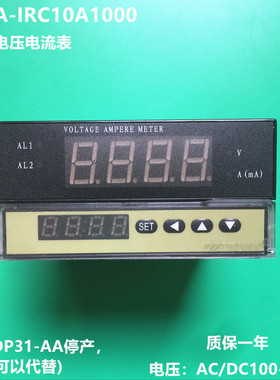 A-IRC10A1000
电压电流表
VOLTAGE AMPERE METER
AL1
AL2
V
A(mA)
SET
DP31-AA停产,
可以代替)
质保一年
电压：AC/DC100